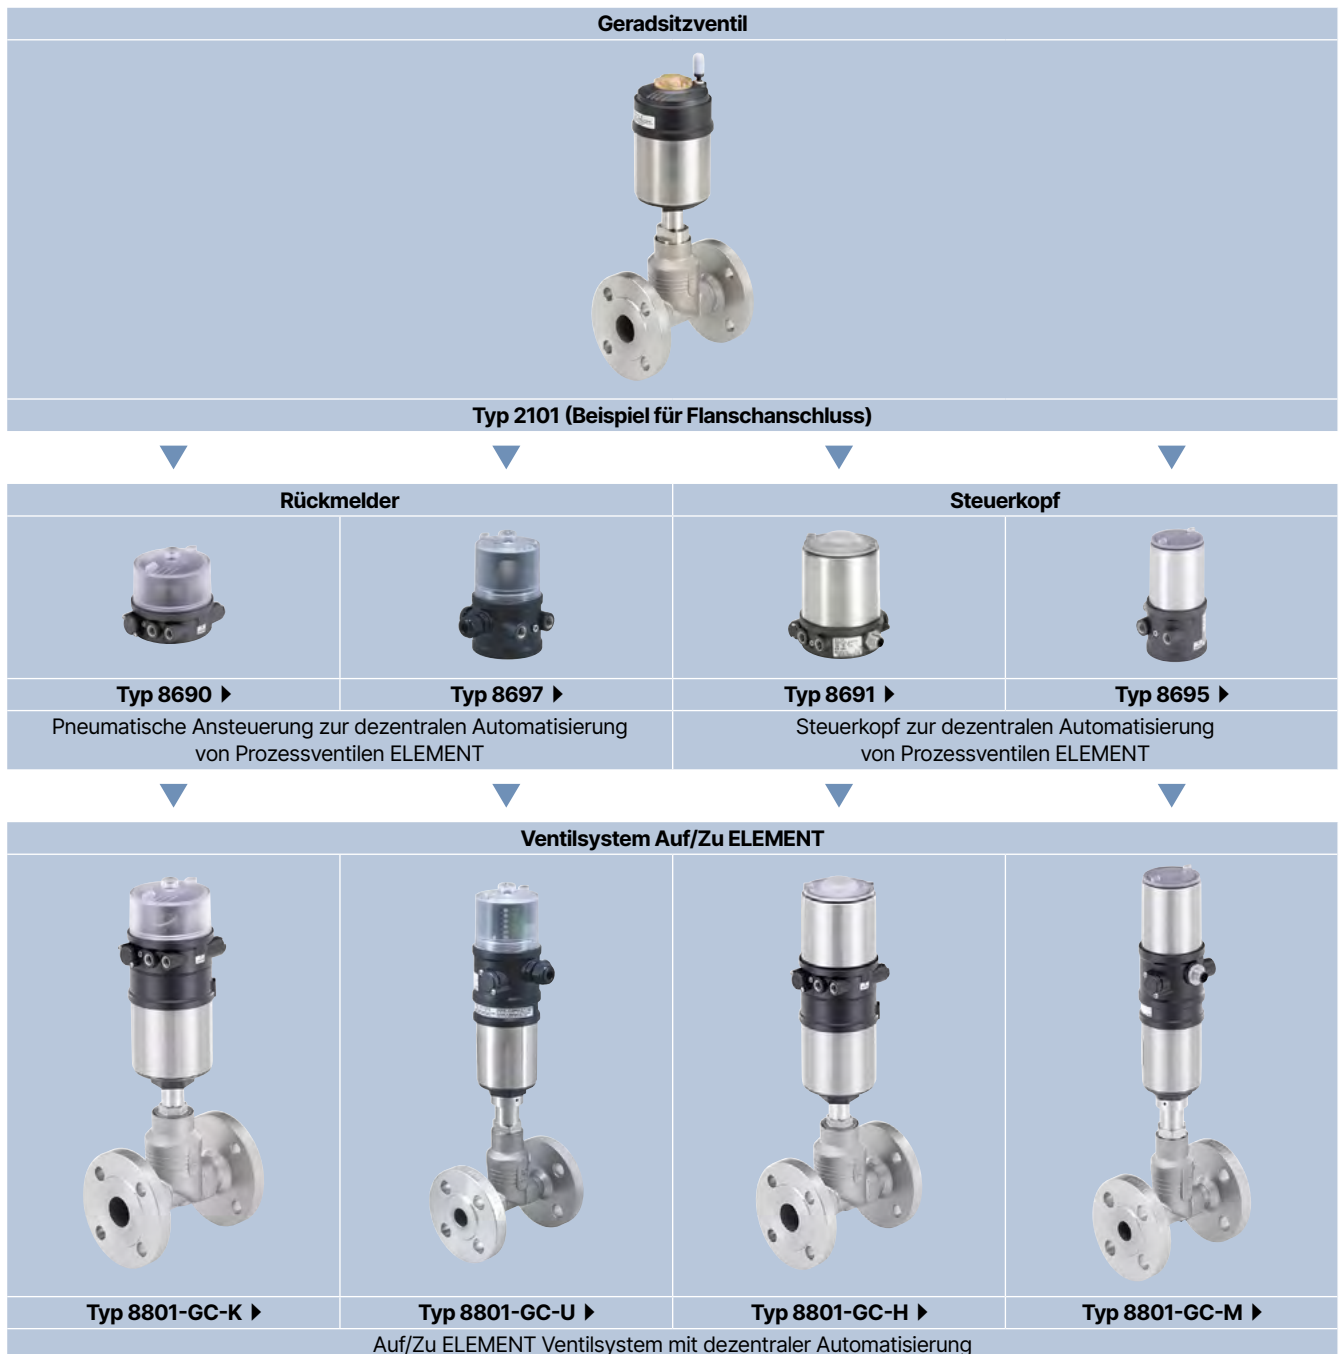 Geradsitzventil
Typ 2101 (Beispiel für Flanschanschluss)
Rückmelder
Steuerkopf
Typ 8690
Typ 8697
Typ 8691
Typ 8695
Pneumatische Ansteuerung zur dezentralen Automatisierung
von Prozessventilen ELEMENT
Steuerkopf zur dezentralen Automatisierung
von Prozessventilen ELEMENT
Ventilsystem Auf/Zu ELEMENT
Typ 8801-GC-K
Typ 8801-GC-U
Typ 8801-GC-H
Typ 8801-GC-M
Auf/Zu ELEMENT Ventilsystem mit dezentraler Automatisierung